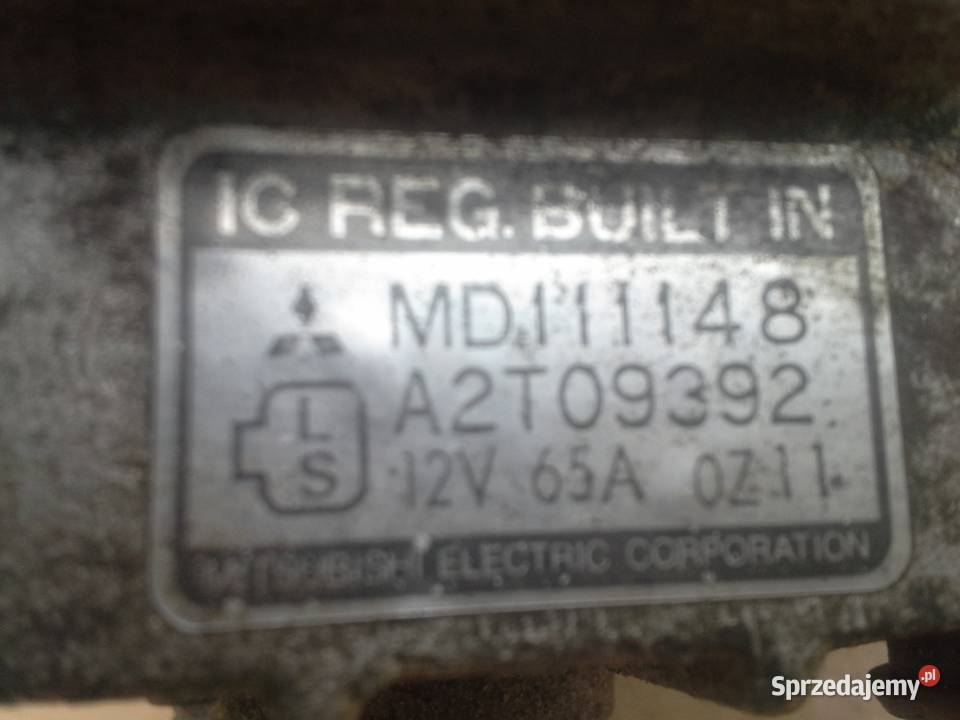 IC REG. BUILT IN
MD111148
A2T09392
L
S
12V 65A 0Z11
MITSUBISHI ELECTRIC CORPORATION
Sprzedajemy.pl